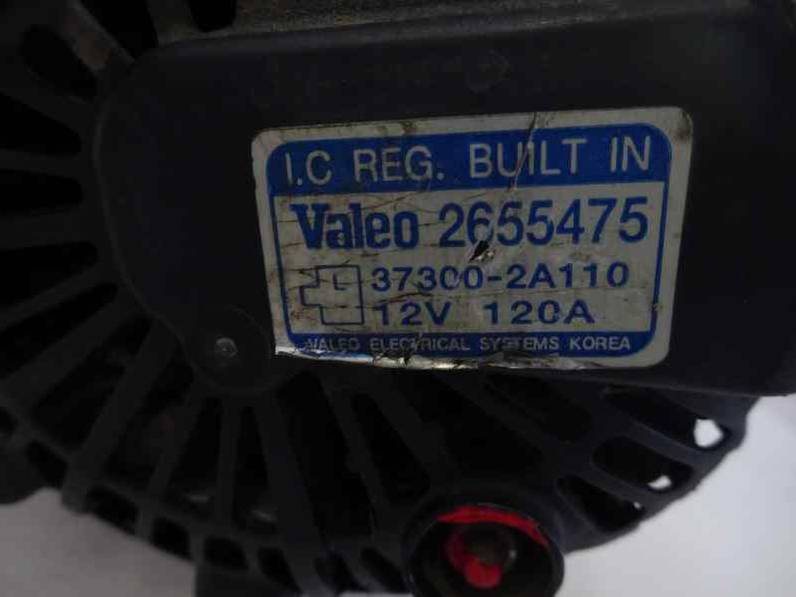 I.C REG. BUILT IN
Valeo 2655475
37300-2A110
12V 120A
VALEO ELECTRICAL SYSTEMS KOREA